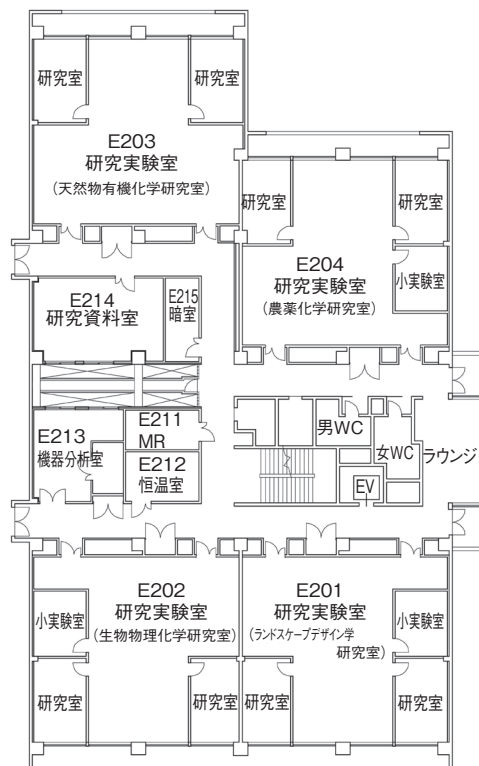 研究室
研究室
E203
研究実験室
（天然物有機化学研究室）
研究室
研究室
E204
研究実験室
（農薬化学研究室）
小実験室
E214
研究資料室
E215
暗室
E211
MR
E213
機器分析室
E212
恒温室
男WC
女WC
ラウンジ
EV
E202
研究実験室
（生物物理化学研究室）
小実験室
研究室
研究室
E201
研究実験室
（ランドスケープデザイン学
研究室）
小実験室
研究室
研究室